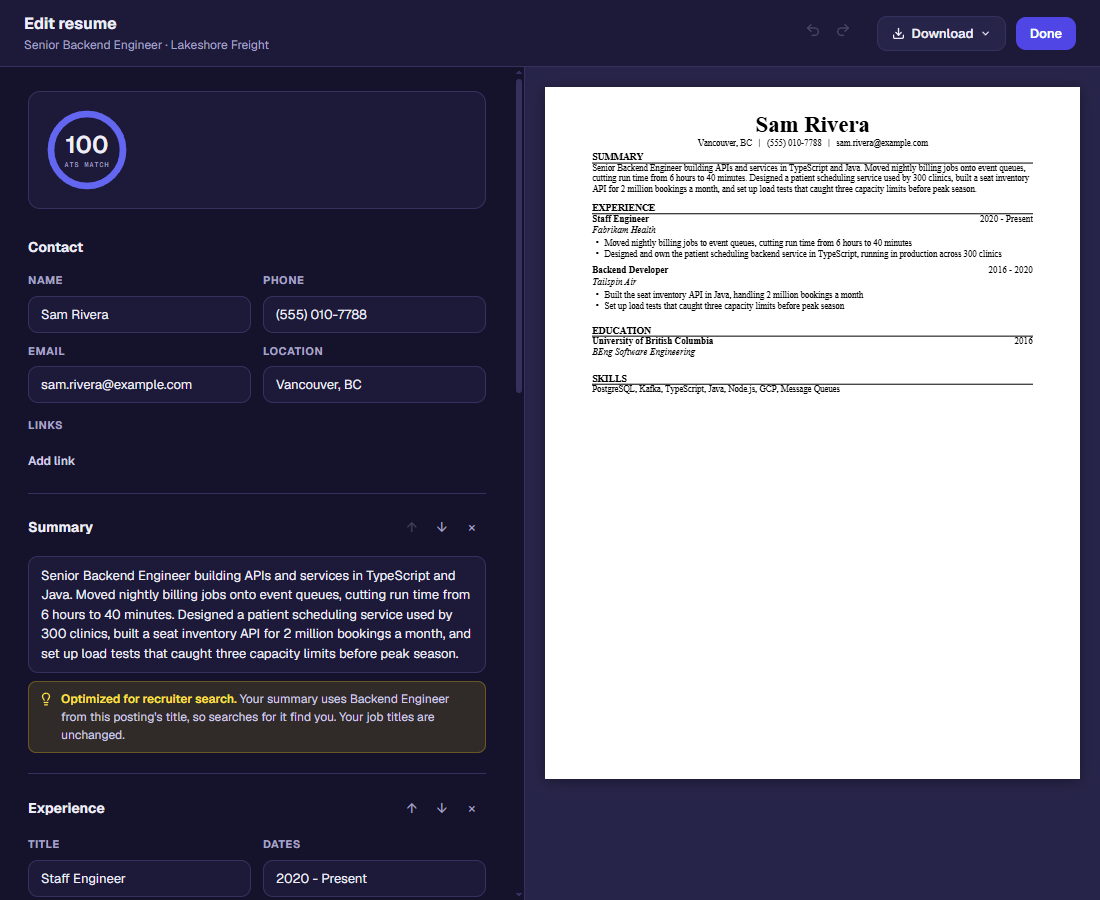 Edit resume
Senior Backend Engineer · Lakeshore Freight
Download
Done
100
ATS MATCH
Contact
NAME
PHONE
Sam Rivera
(555) 010-7788
EMAIL
LOCATION
sam.rivera@example.com
Vancouver, BC
LINKS
Add link
Summary
Senior Backend Engineer building APIs and services in TypeScript and
Java. Moved nightly billing jobs onto event queues, cutting run time from
6 hours to 40 minutes. Designed a patient scheduling service used by
300 clinics, built a seat inventory API for 2 million bookings a month, and
set up load tests that caught three capacity limits before peak season.
Optimized for recruiter search. Your summary uses Backend Engineer
from this posting's title, so searches for it find you. Your job titles are
unchanged.
Experience
TITLE
DATES
Staff Engineer
2020 - Present
Sam Rivera
Vancouver, BC | (555) 010-7788 | sam.rivera@example.com
SUMMARY
Senior Backend Engineer building APIs and services in TypeScript and Java. Moved nightly billing jobs onto event queues,
cutting run time from 6 hours to 40 minutes. Designed a patient scheduling service used by 300 clinics, built a seat inventory
API for 2 million bookings a month, and set up load tests that caught three capacity limits before peak season.
EXPERIENCE
Staff Engineer 2020 - Present
Fabrikam Health
• Moved nightly billing jobs to event queues, cutting run time from 6 hours to 40 minutes
• Designed and own the patient scheduling backend service in TypeScript, running in production across 300 clinics
Backend Developer 2016 - 2020
Tailspin Air
• Built the seat inventory API in Java, handling 2 million bookings a month
• Set up load tests that caught three capacity limits before peak season
EDUCATION
University of British Columbia 2016
BEng Software Engineering
SKILLS
PostgreSQL, Kafka, TypeScript, Java, Node.js, GCP, Message Queues